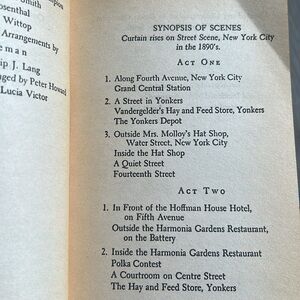 Smith
osenthal
Wittop
Arrangements by
e m a n
ip J. Lang
aged by Peter Howard
Lucia Victor
SYNOPSIS OF SCENES
Curtain rises on Street Scene, New York City
in the 1890's.
ACT ONE
1. Along Fourth Avenue, New York City
Grand Central Station
2. A Street in Yonkers
Vandergelder's Hay and Feed Store, Yonkers
The Yonkers Depot
3. Outside Mrs. Molloy's Hat Shop,
Water Street, New York City
Inside the Hat Shop
A Quiet Street
Fourteenth Street
ACT TWO
1. In Front of the Hoffman House Hotel,
on Fifth Avenue
Outside the Harmonia Gardens Restaurant,
on the Battery
2. Inside the Harmonia Gardens Restaurant
Polka Contest
A Courtroom on Centre Street
The Hay and Feed Store, Yonkers